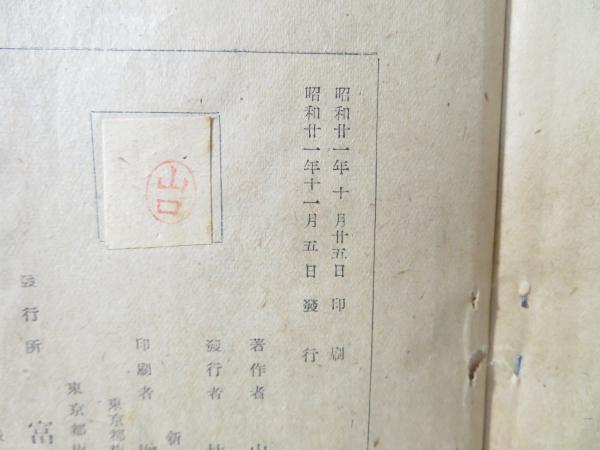 昭和廿一年十月廿五日印刷
昭和廿一年十一月五日發行
山口
著作者 山
發行者
印刷者
東京都
東京都
發行所 富